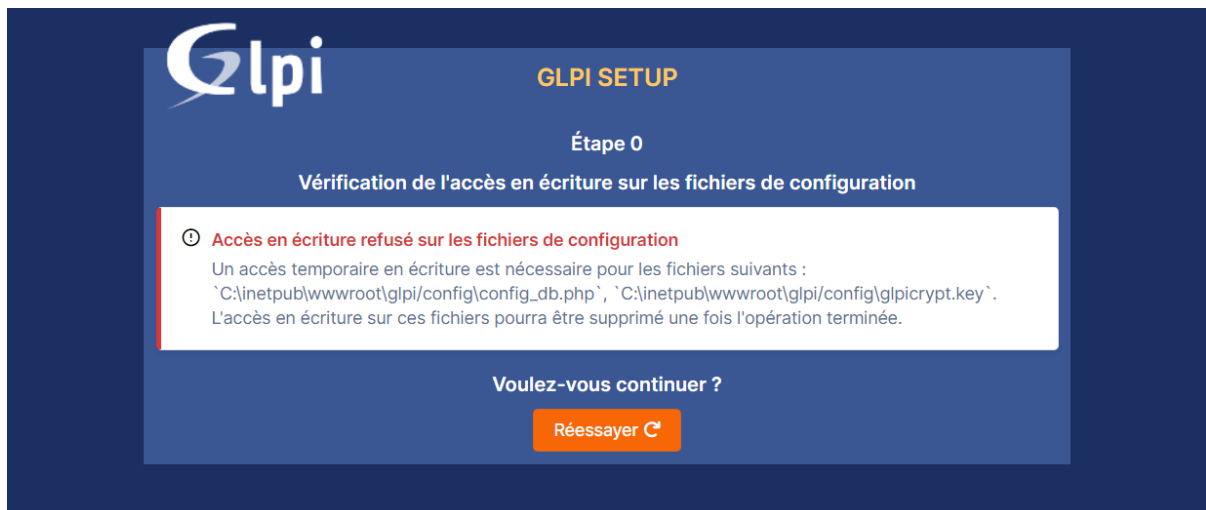 Glpi
GLPI SETUP
Étape 0
Vérification de l'accès en écriture sur les fichiers de configuration
Accès en écriture refusé sur les fichiers de configuration
Un accès temporaire en écriture est nécessaire pour les fichiers suivants :
`C:\inetpub\wwwroot\glpi/config\config_db.php`, `C:\inetpub\wwwroot\glpi/config\glpicrypt.key`.
L'accès en écriture sur ces fichiers pourra être supprimé une fois l'opération terminée.
Voulez-vous continuer ?
Réessayer